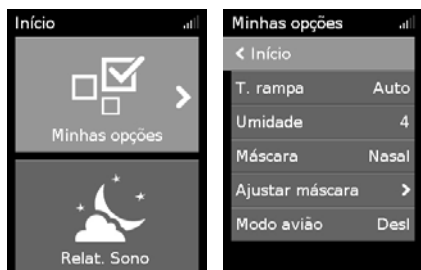 Início
Minhas opções
Relat. Sono
Minhas opções
< Início
T. rampa Auto
Umidade 4
Máscara Nasal
Ajustar máscara >
Modo avião Desl